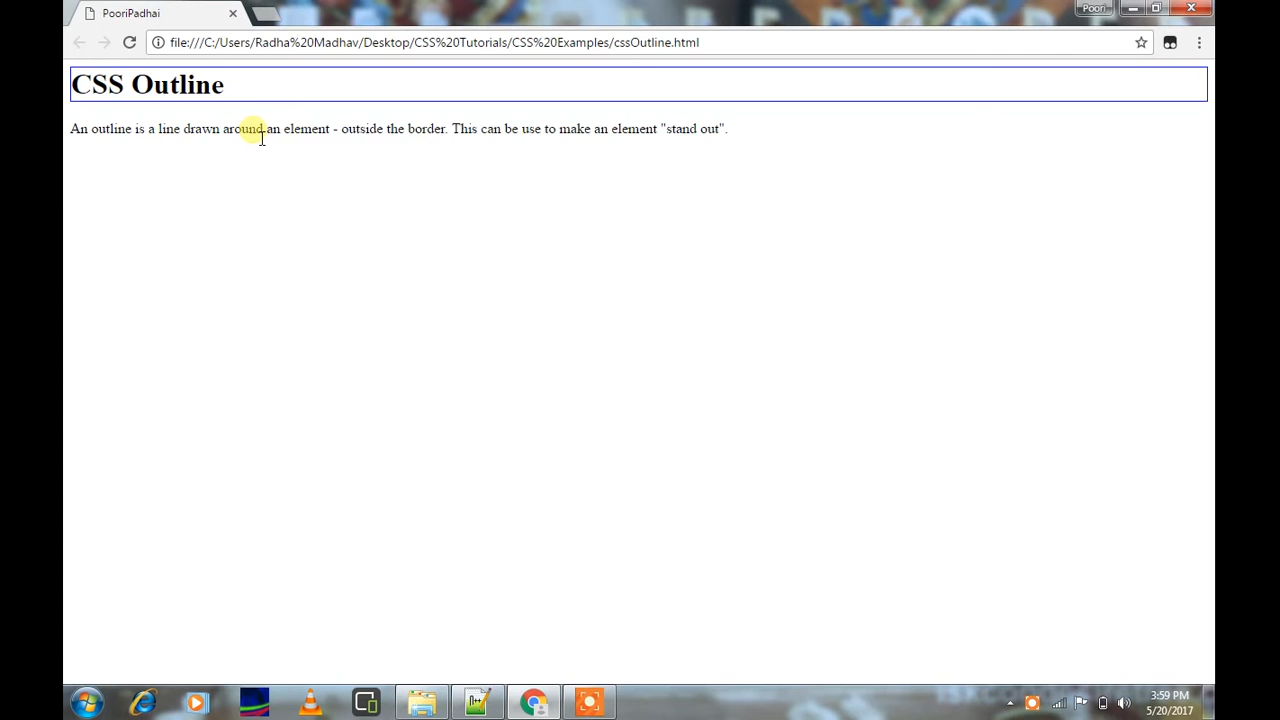 PooriPadhai
Poori
file:///C:/Users/Radha%20Madhav/Desktop/CSS%20Tutorials/CSS%20Examples/cssOutline.html
CSS Outline
An outline is a line drawn around an element - outside the border. This can be use to make an element "stand out".
3:59 PM
5/20/2017